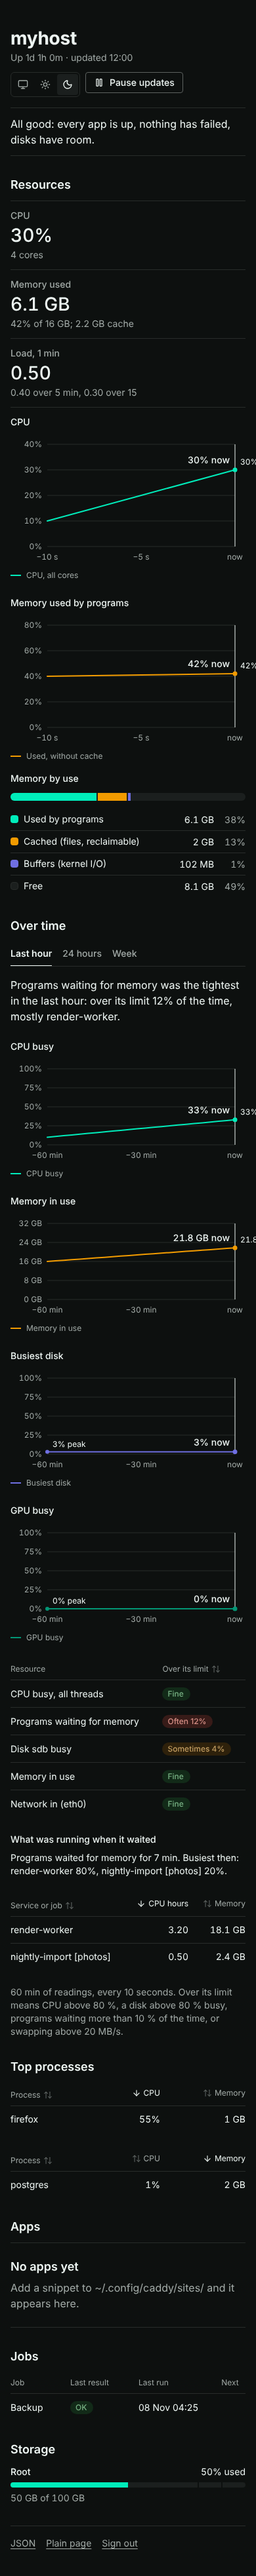 myhost
Up 1d 1h 0m · updated 12:00
Pause updates
All good: every app is up, nothing has failed,
disks have room.
Resources
CPU
30%
4 cores
Memory used
6.1 GB
42% of 16 GB; 2.2 GB cache
Load, 1 min
0.50
0.40 over 5 min, 0.30 over 15
CPU
40%
30% now
30%
30%
20%
10%
0%
−10 s
−5 s
now
CPU, all cores
Memory used by programs
80%
60%
42% now
42%
40%
20%
0%
−10 s
−5 s
now
Used, without cache
Memory by use
Used by programs 6.1 GB 38%
Cached (files, reclaimable) 2 GB 13%
Buffers (kernel I/O) 102 MB 1%
Free 8.1 GB 49%
Over time
Last hour 24 hours Week
Programs waiting for memory was the tightest
in the last hour: over its limit 12% of the time,
mostly render-worker.
CPU busy
100%
75%
50%
33% now
33%
25%
0%
−60 min
−30 min
now
CPU busy
Memory in use
32 GB
21.8 GB now
21.8
24 GB
16 GB
8 GB
0 GB
−60 min
−30 min
now
Memory in use
Busiest disk
100%
75%
50%
25%
3% peak
3% now
0%
−60 min
−30 min
now
Busiest disk
GPU busy
100%
75%
50%
25%
0% peak
0% now
0%
−60 min
−30 min
now
GPU busy
Resource Over its limit
CPU busy, all threads Fine
Programs waiting for memory Often 12%
Disk sdb busy Sometimes 4%
Memory in use Fine
Network in (eth0) Fine
What was running when it waited
Programs waited for memory for 7 min. Busiest then:
render-worker 80%, nightly-import [photos] 20%.
Service or job CPU hours Memory
render-worker 3.20 18.1 GB
nightly-import [photos] 0.50 2.4 GB
60 min of readings, every 10 seconds. Over its limit
means CPU above 80 %, a disk above 80 % busy,
programs waiting more than 10 % of the time, or
swapping above 20 MB/s.
Top processes
Process CPU Memory
firefox 55% 1 GB
Process CPU Memory
postgres 1% 2 GB
Apps
No apps yet
Add a snippet to ~/.config/caddy/sites/ and it
appears here.
Jobs
Job Last result Last run Next
Backup OK 08 Nov 04:25
Storage
Root 50% used
50 GB of 100 GB
JSON Plain page Sign out